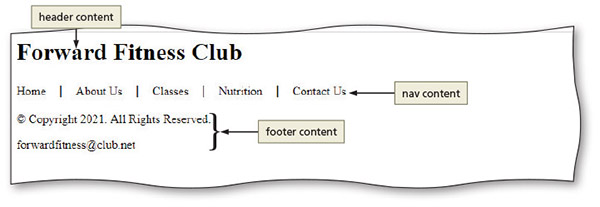 header content
Forward Fitness Club
Home | About Us | Classes | Nutrition | Contact Us
nav content
© Copyright 2021. All Rights Reserved.
footer content
forwardfitness@club.net